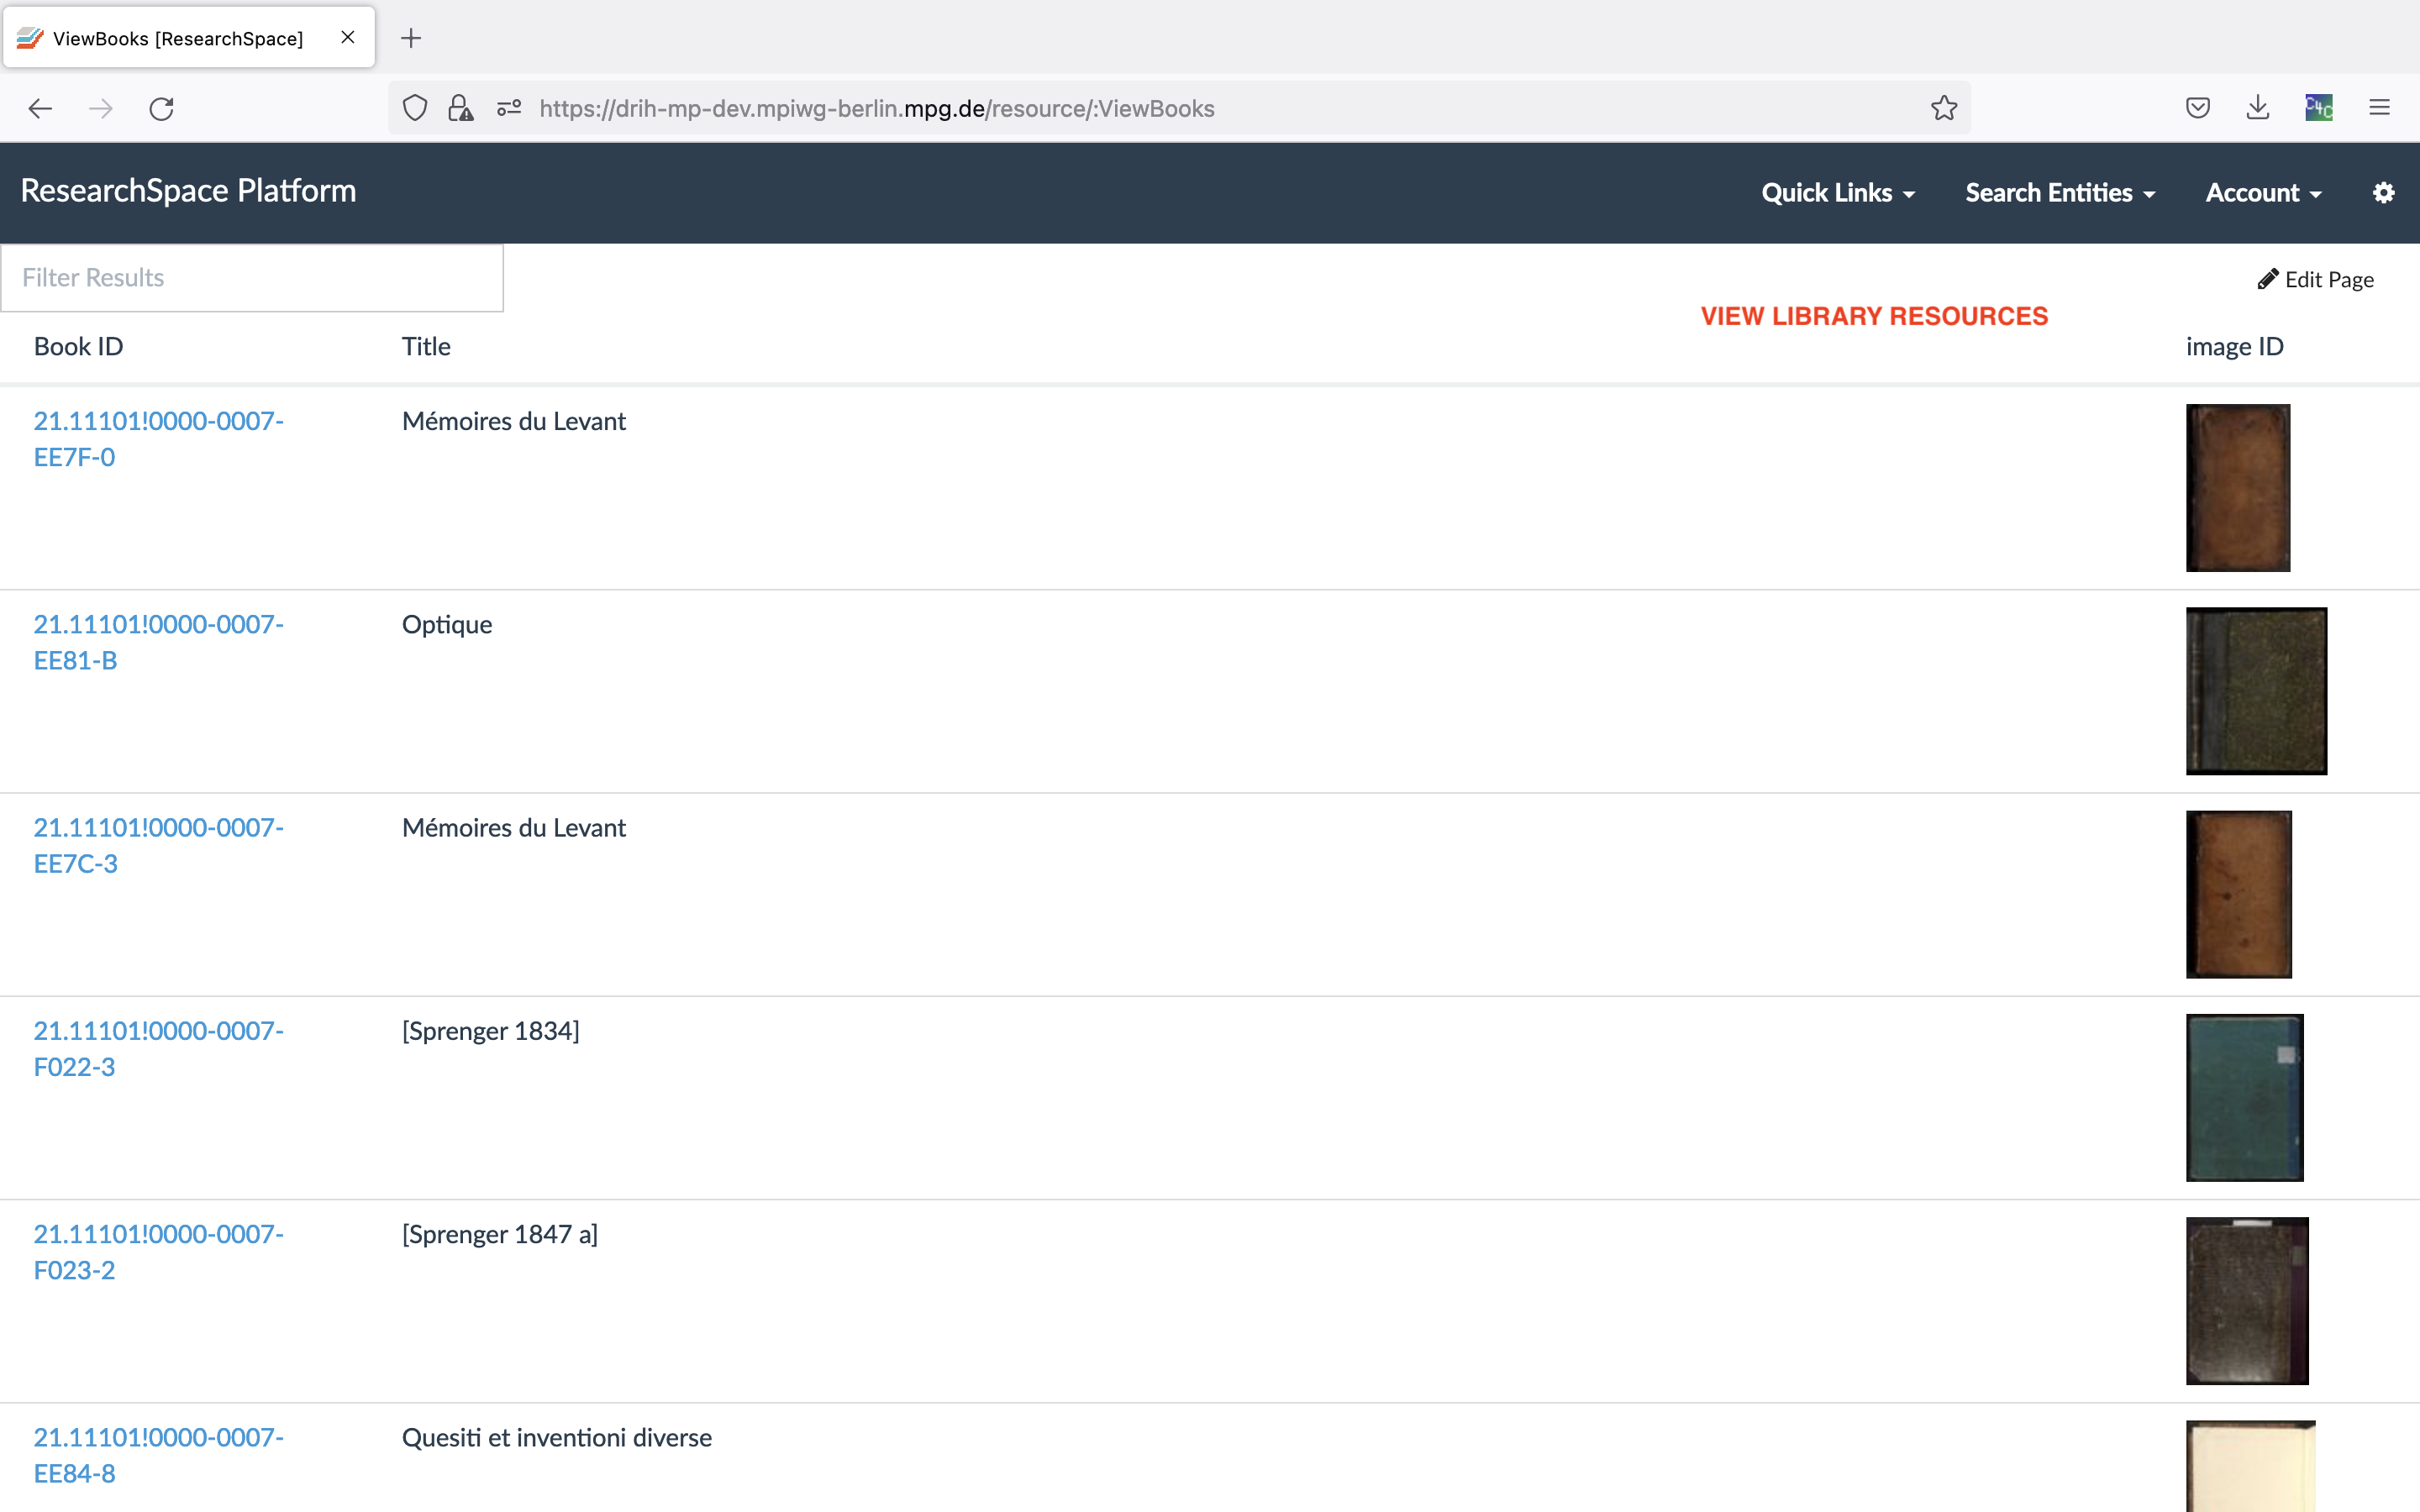 ViewBooks [ResearchSpace]
https://drih-mp-dev.mpiwg-berlin.mpg.de/resource/:ViewBooks
C4C
ResearchSpace Platform
Quick Links
Search Entities
Account
Filter Results
Edit Page
VIEW LIBRARY RESOURCES
Book ID
Title
image ID
21.11101!0000-0007-
EE7F-0
Mémoires du Levant
21.11101!0000-0007-
EE81-B
Optique
21.11101!0000-0007-
EE7C-3
Mémoires du Levant
21.11101!0000-0007-
F022-3
[Sprenger 1834]
21.11101!0000-0007-
F023-2
[Sprenger 1847 a]
21.11101!0000-0007-
EE84-8
Quesiti et inventioni diverse